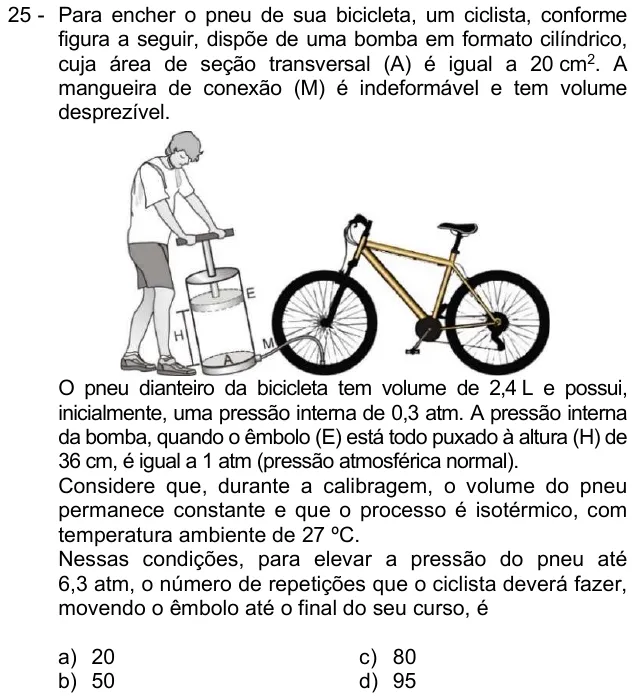 25 - Para encher o pneu de sua bicicleta, um ciclista, conforme
figura a seguir, dispõe de uma bomba em formato cilíndrico,
cuja área de seção transversal (A) é igual a 20 cm². A
mangueira de conexão (M) é indeformável e tem volume
desprezível.
E
H
M
A
O pneu dianteiro da bicicleta tem volume de 2,4 L e possui,
inicialmente, uma pressão interna de 0,3 atm. A pressão interna
da bomba, quando o êmbolo (E) está todo puxado à altura (H) de
36 cm, é igual a 1 atm (pressão atmosférica normal).
Considere que, durante a calibragem, o volume do pneu
permanece constante e que o processo é isotérmico, com
temperatura ambiente de 27 ºC.
Nessas condições, para elevar a pressão do pneu até
6,3 atm, o número de repetições que o ciclista deverá fazer,
movendo o êmbolo até o final do seu curso, é
a) 20 c) 80
b) 50 d) 95